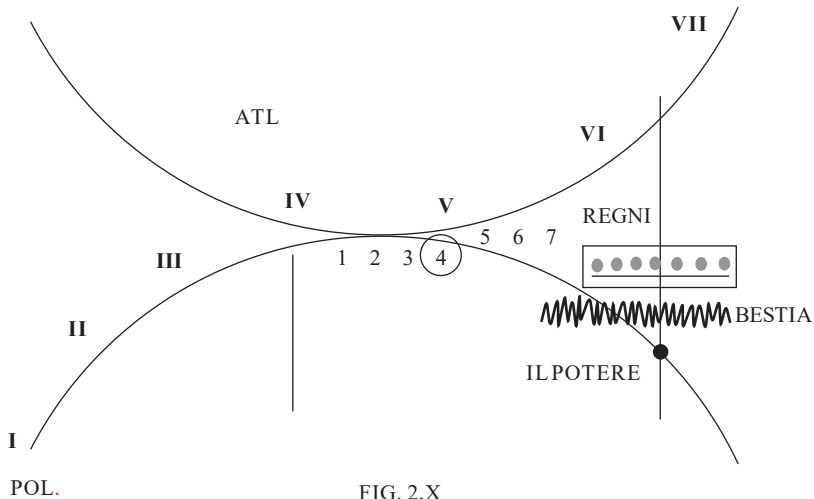 VII
ATL
VI
IV
V
REGNI
5 6 7
III
1 2 3 4
II
BESTIA
IL POTERE
I
POL.
FIG. 2,X